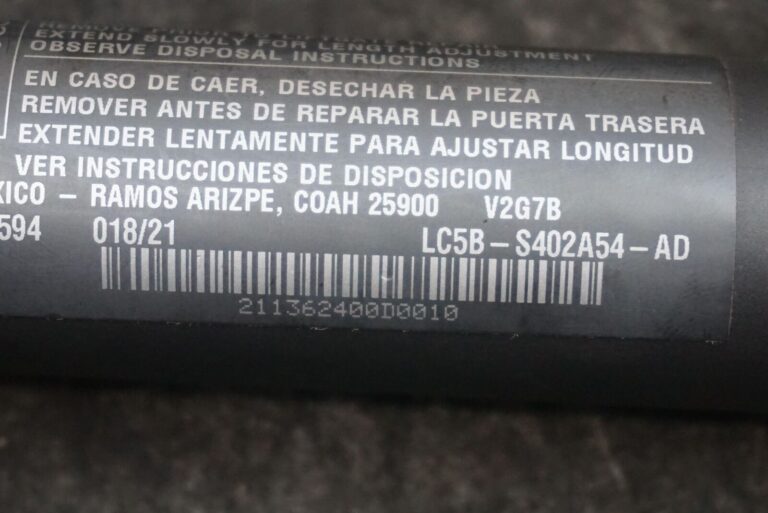 EXTEND SLOWLY FOR LENGTH ADJUSTMENT
OBSERVE DISPOSAL INSTRUCTIONS
EN CASO DE CAER, DESECHAR LA PIEZA
REMOVER ANTES DE REPARAR LA PUERTA TRASERA
EXTENDER LENTAMENTE PARA AJUSTAR LONGITUD
VER INSTRUCCIONES DE DISPOSICION
XICO – RAMOS ARIZPE, COAH 25900 V2G7B
594 018/21 LC5B – S402A54 – AD
211362400D0010